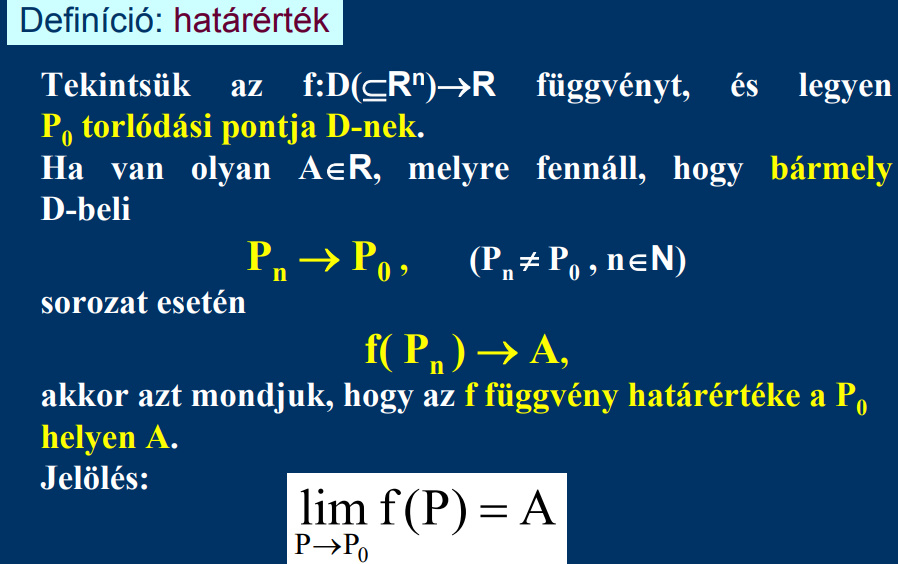 Definíció: határérték
Tekintsük az f:D(⊆Rⁿ)→R függvényt, és legyen
P₀ torlódási pontja D-nek.
Ha van olyan A∈R, melyre fennáll, hogy bármely
D-beli
Pₙ → P₀ , (Pₙ ≠ P₀ , n∈N)
sorozat esetén
f( Pₙ ) → A,
akkor azt mondjuk, hogy az f függvény határértéke a P₀
helyen A.
Jelölés:
lim f(P) = A
P→P₀